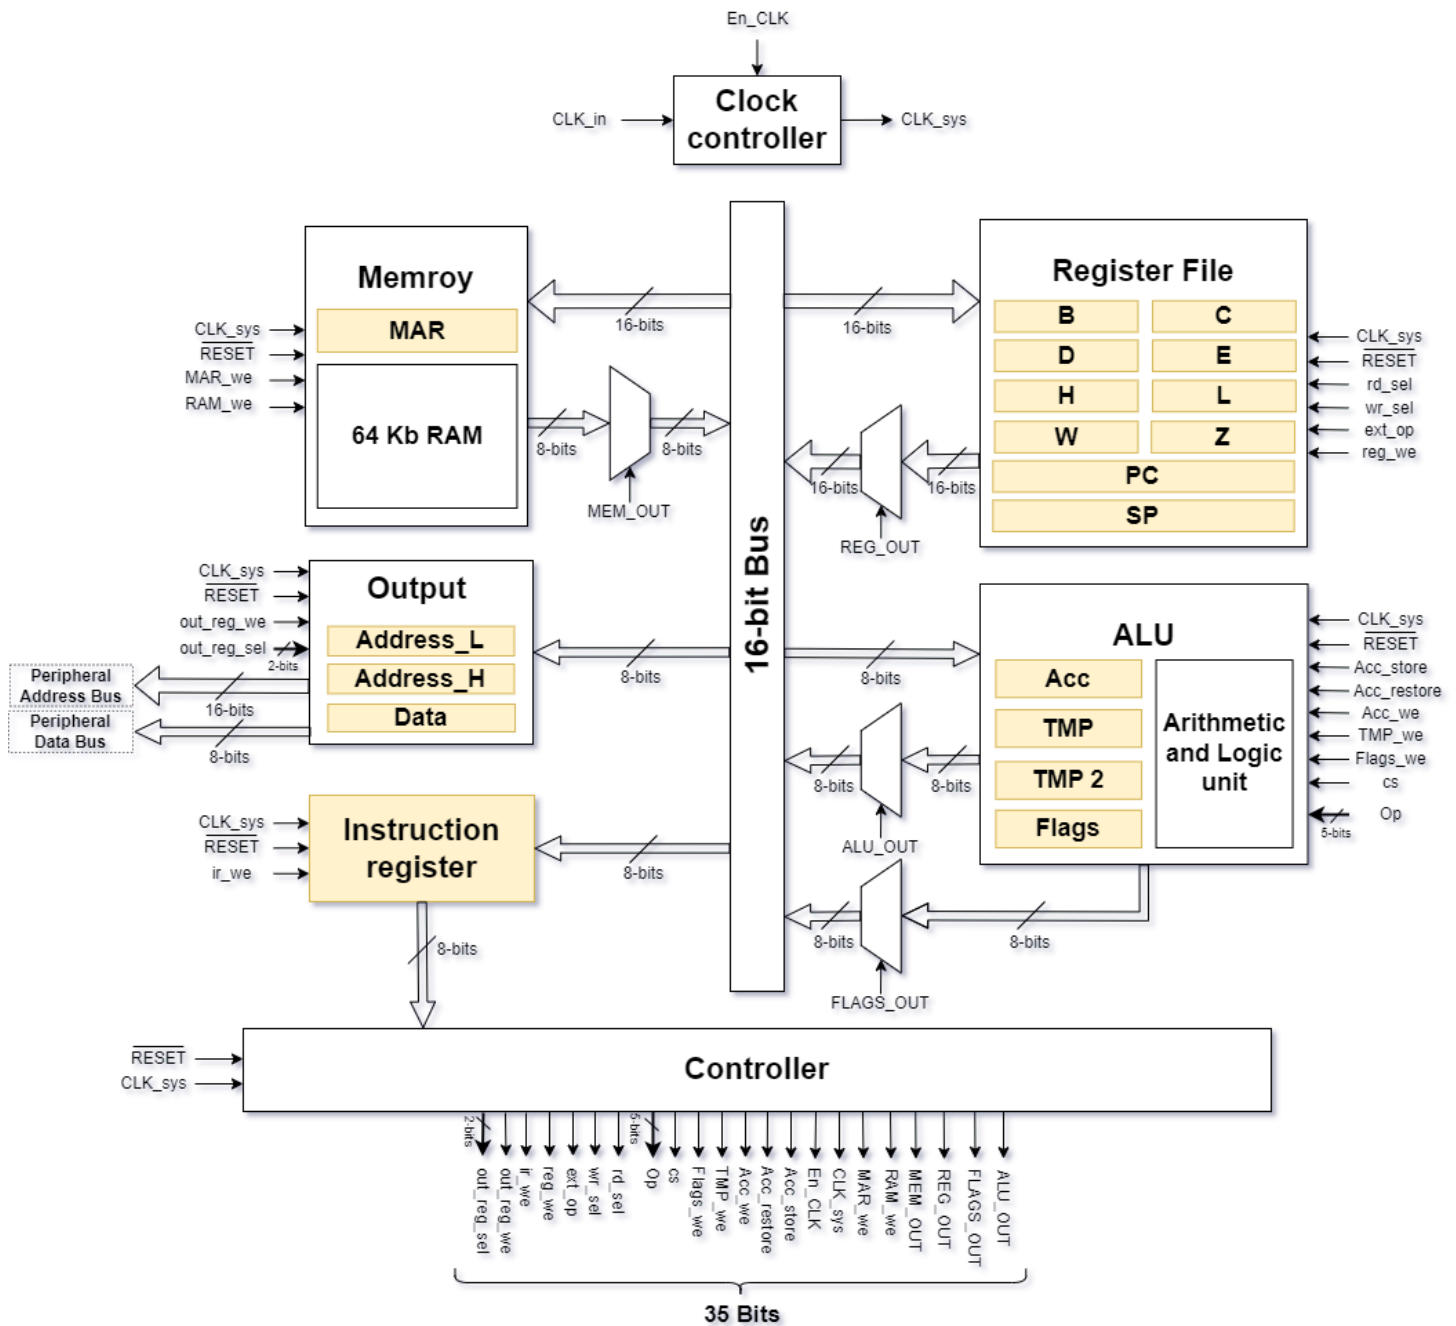 En_CLK
Clock
controller
CLK_in
CLK_sys
Memroy
MAR
64 Kb RAM
CLK_sys
RESET
MAR_we
RAM_we
16-bits
8-bits
8-bits
MEM_OUT
16-bit Bus
Register File
B
C
D
E
H
L
W
Z
PC
SP
CLK_sys
RESET
rd_sel
wr_sel
ext_op
reg_we
16-bits
16-bits
16-bits
REG_OUT
Output
Address_L
Address_H
Data
CLK_sys
RESET
out_reg_we
out_reg_sel
2-bits
Peripheral
Address Bus
16-bits
Peripheral
Data Bus
8-bits
8-bits
ALU
Acc
TMP
TMP 2
Flags
Arithmetic
and Logic
unit
CLK_sys
RESET
Acc_store
Acc_restore
Acc_we
TMP_we
Flags_we
cs
Op
5-bits
8-bits
8-bits
8-bits
ALU_OUT
8-bits
8-bits
FLAGS_OUT
Instruction
register
CLK_sys
RESET
ir_we
8-bits
8-bits
Controller
RESET
CLK_sys
2-bits
5-bits
out_reg_sel
out_reg_we
ir_we
reg_we
ext_op
wr_sel
rd_sel
Op
cs
Flags_we
TMP_we
Acc_we
Acc_restore
Acc_store
En_CLK
CLK_sys
MAR_we
RAM_we
MEM_OUT
REG_OUT
FLAGS_OUT
ALU_OUT
35 Bits